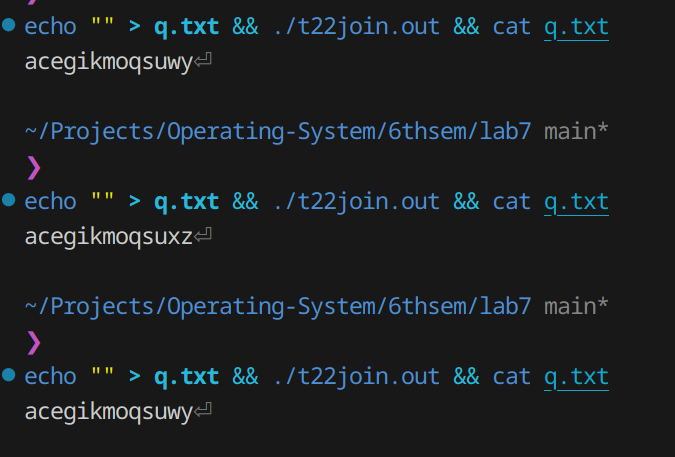 echo "" > q.txt && ./t22join.out && cat q.txt
acegikmoqsuwy⏎
~/Projects/Operating-System/6thsem/lab7 main*
❯
echo "" > q.txt && ./t22join.out && cat q.txt
acegikmoqsuxz⏎
~/Projects/Operating-System/6thsem/lab7 main*
❯
echo "" > q.txt && ./t22join.out && cat q.txt
acegikmoqsuwy⏎